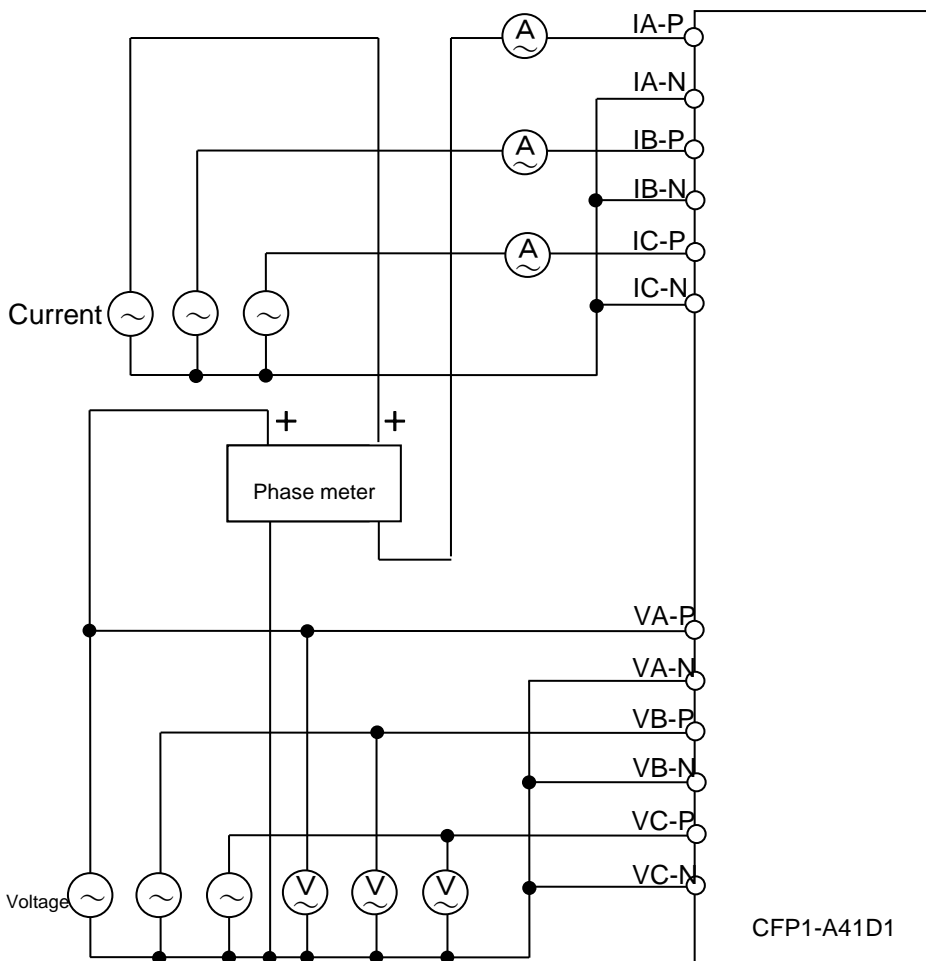 A
IA-P
IA-N
A
IB-P
IB-N
A
IC-P
IC-N
Current
+ +
Phase meter
VA-P
VA-N
VB-P
VB-N
VC-P
VC-N
Voltage
V V V
CFP1-A41D1